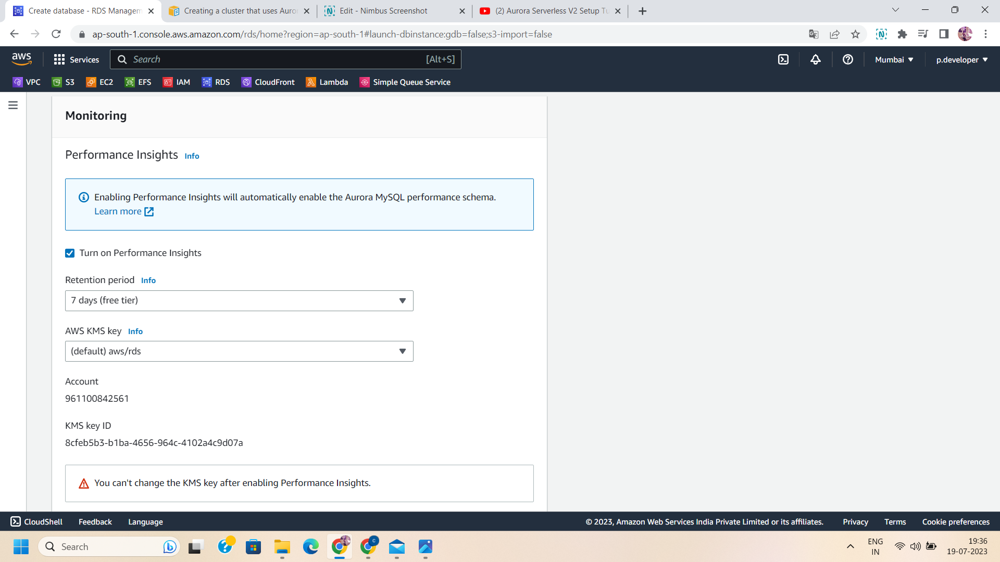 Create database - RDS Managem
Creating a cluster that uses Auror
Edit - Nimbus Screenshot
(2) Aurora Serverless V2 Setup Tu
ap-south-1.console.aws.amazon.com/rds/home?region=ap-south-1#launch-dbinstance:gdb=false;s3-import=false
aws
Services
Search
[Alt+S]
Mumbai
p.developer
VPC
S3
EC2
EFS
IAM
RDS
CloudFront
Lambda
Simple Queue Service
Monitoring
Performance Insights Info
Enabling Performance Insights will automatically enable the Aurora MySQL performance schema.
Learn more
Turn on Performance Insights
Retention period Info
7 days (free tier)
AWS KMS key Info
(default) aws/rds
Account
961100842561
KMS key ID
8cfeb5b3-b1ba-4656-964c-4102a4c9d07a
You can't change the KMS key after enabling Performance Insights.
CloudShell
Feedback
Language
© 2023, Amazon Web Services India Private Limited or its affiliates.
Privacy
Terms
Cookie preferences
Search
ENG
IN
19:36
19-07-2023